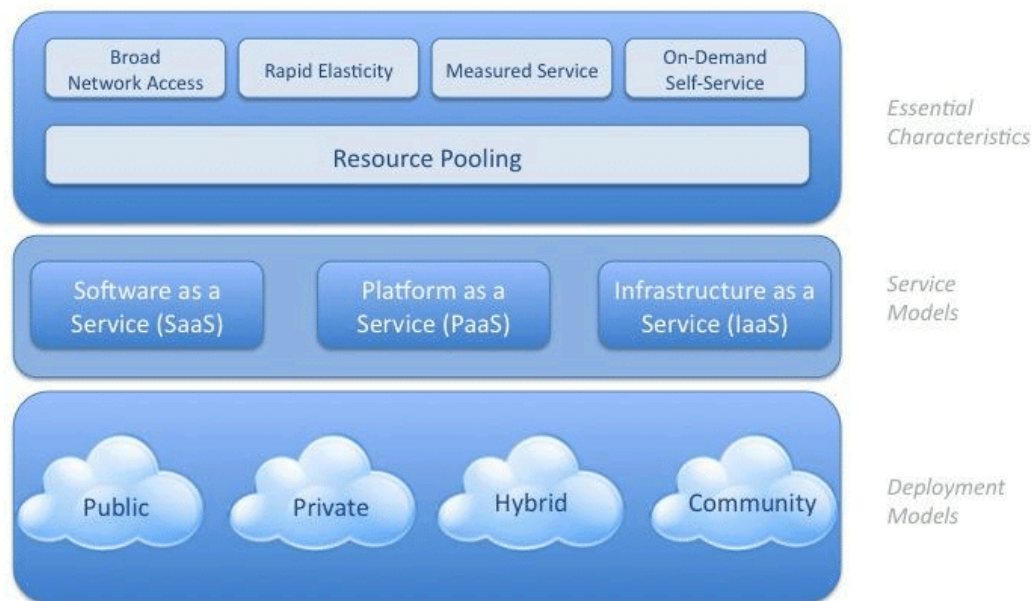 Broad
Network Access
Rapid Elasticity
Measured Service
On-Demand
Self-Service
Resource Pooling
Essential
Characteristics
Software as a
Service (SaaS)
Platform as a
Service (PaaS)
Infrastructure as a
Service (IaaS)
Service
Models
Public
Private
Hybrid
Community
Deployment
Models